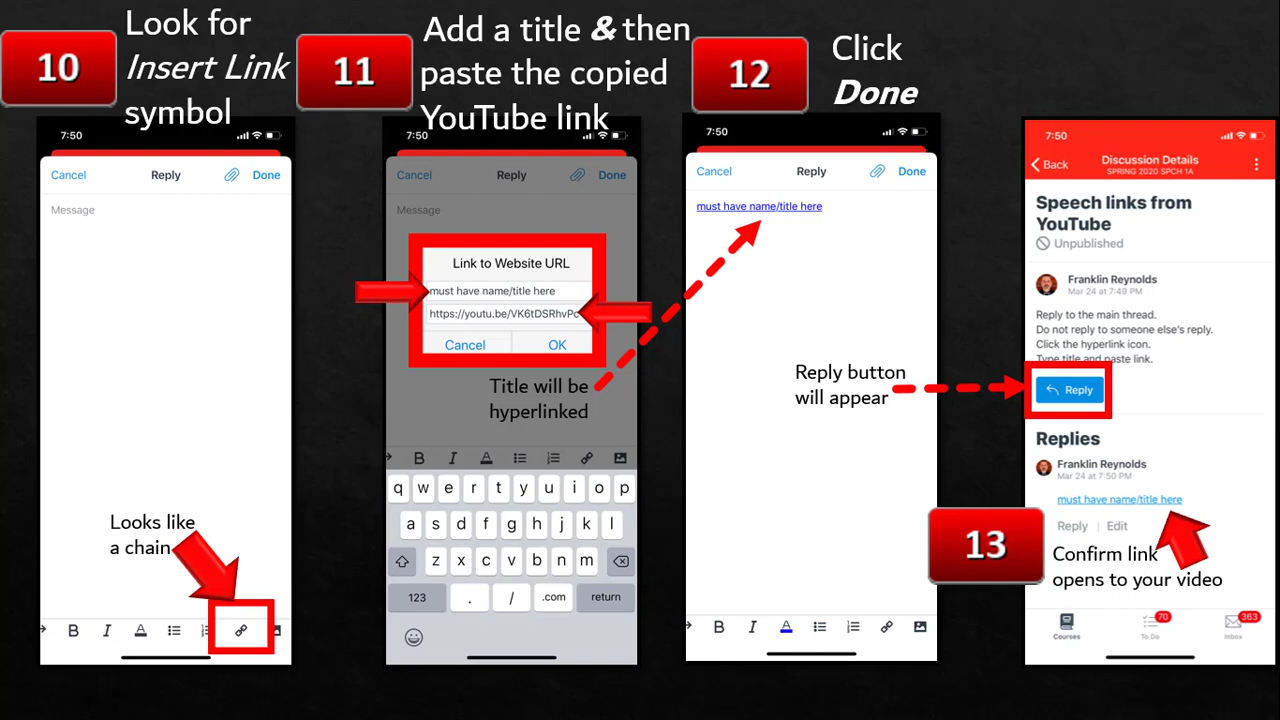 10
Look for
Insert Link
symbol
7:50
Cancel
Reply
Done
Message
Looks like
a chain
B I A
11
Add a title & then
paste the copied
YouTube link
7:50
Cancel
Reply
Done
Message
Link to Website URL
must have name/title here
https://youtu.be/VK6tDSRhvPc
Cancel
OK
Title will be
hyperlinked
B I A
q w e r t y u i o p
a s d f g h j k l
z x c v b n m
123 . / .com return
12
Click
Done
7:50
Cancel
Reply
Done
must have name/title here
Reply button
will appear
B I A
7:50
Back
Discussion Details
SPRING 2020 SPCH 1A
Speech links from
YouTube
Unpublished
Franklin Reynolds
Mar 24 at 7:49 PM
Reply to the main thread.
Do not reply to someone else's reply.
Click the hyperlink icon.
Type title and paste link.
Reply
Replies
Franklin Reynolds
Mar 24 at 7:50 PM
must have name/title here
Reply | Edit
13
Confirm link
opens to your video
70
363
Courses
To Do
Inbox